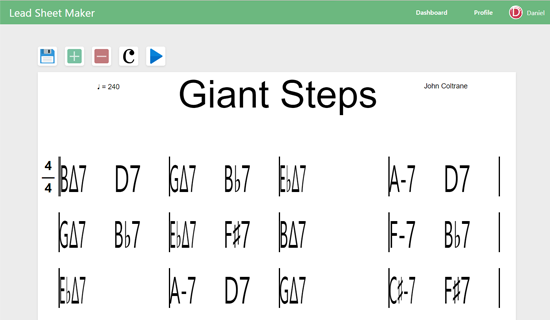 Lead Sheet Maker Dashboard Profile D Daniel
c
♩ = 240 Giant Steps John Coltrane
4/4 BΔ7 D7 GΔ7 B♭7 E♭Δ7 A-7 D7
GΔ7 B♭7 E♭Δ7 F♯7 BΔ7 F-7 B♭7
E♭Δ7 A-7 D7 GΔ7 C♯-7 F♯7